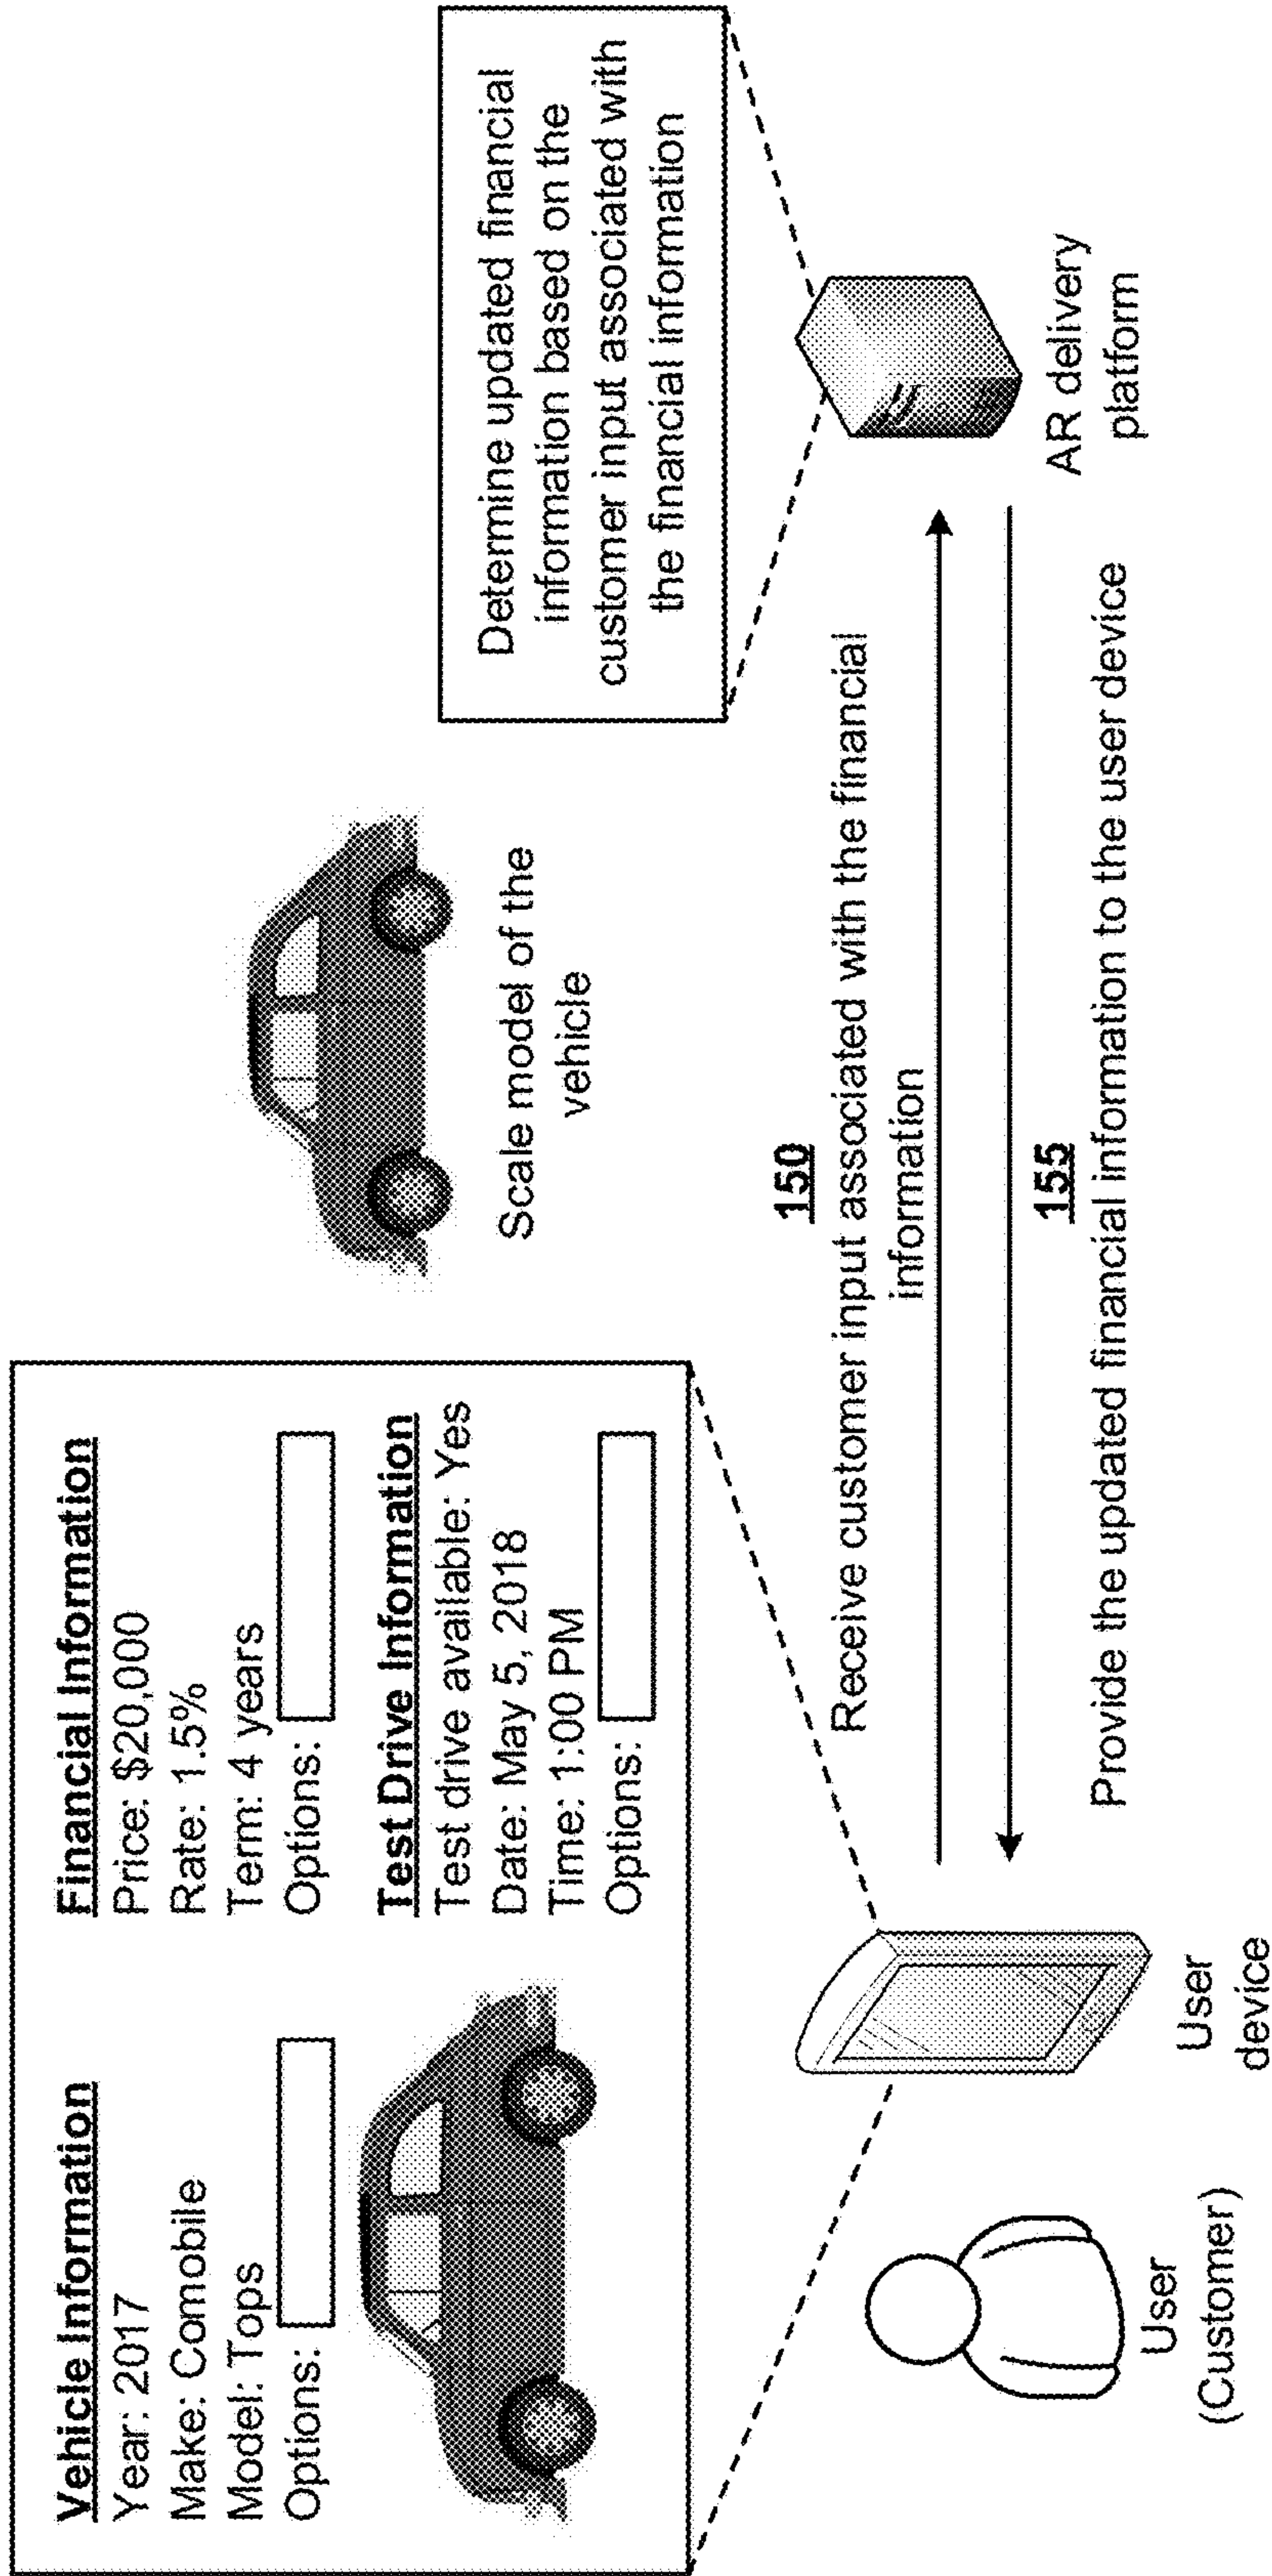 Vehicle Information
Year: 2017
Make: Comobile
Model: Tops
Options:
Financial Information
Price: $20,000
Rate: 1.5%
Term: 4 years
Options:
Test Drive Information
Test drive available: Yes
Date: May 5, 2018
Time: 1:00 PM
Options:
Scale model of the
vehicle
Determine updated financial
information based on the
customer input associated with
the financial information
150
Receive customer input associated with the financial
information
155
Provide the updated financial information to the user device
User
(Customer)
User
device
AR delivery
platform